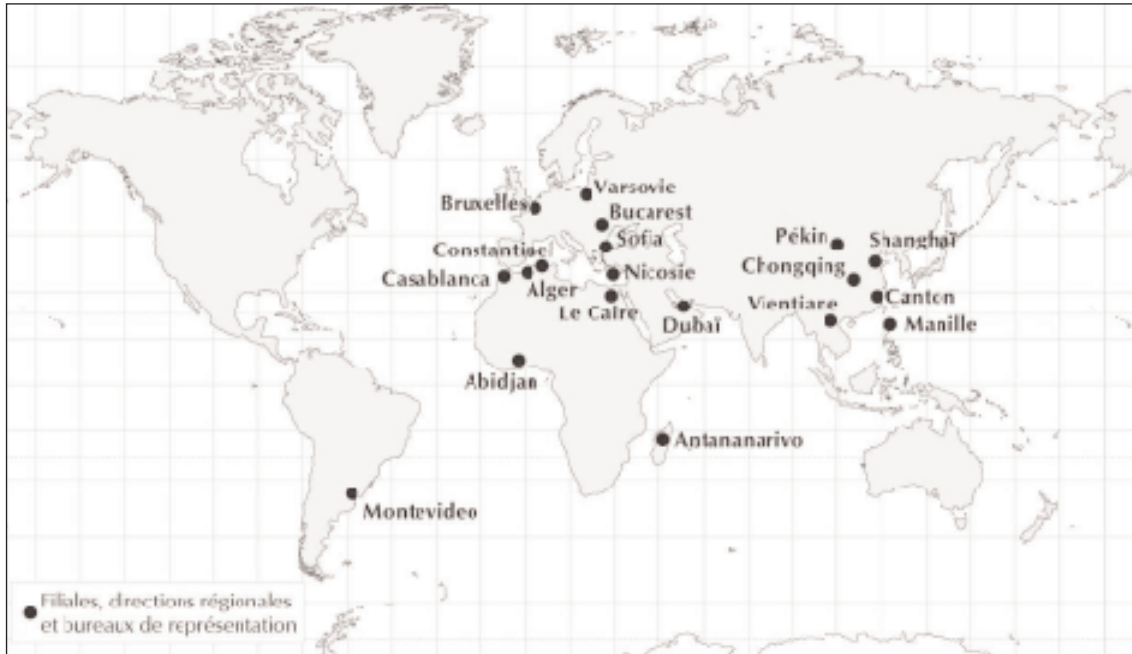 Varsovie
Bruxelles
Bucarest
Sofia
Pékin
Shanghaï
Constantine
Chongqing
Casablanca
Nicosie
Alger
Canton
Le Caire
Vientiane
Dubaï
Manille
Abidjan
Antananarivo
Montevideo
Filiales, directions régionales
et bureaux de représentation